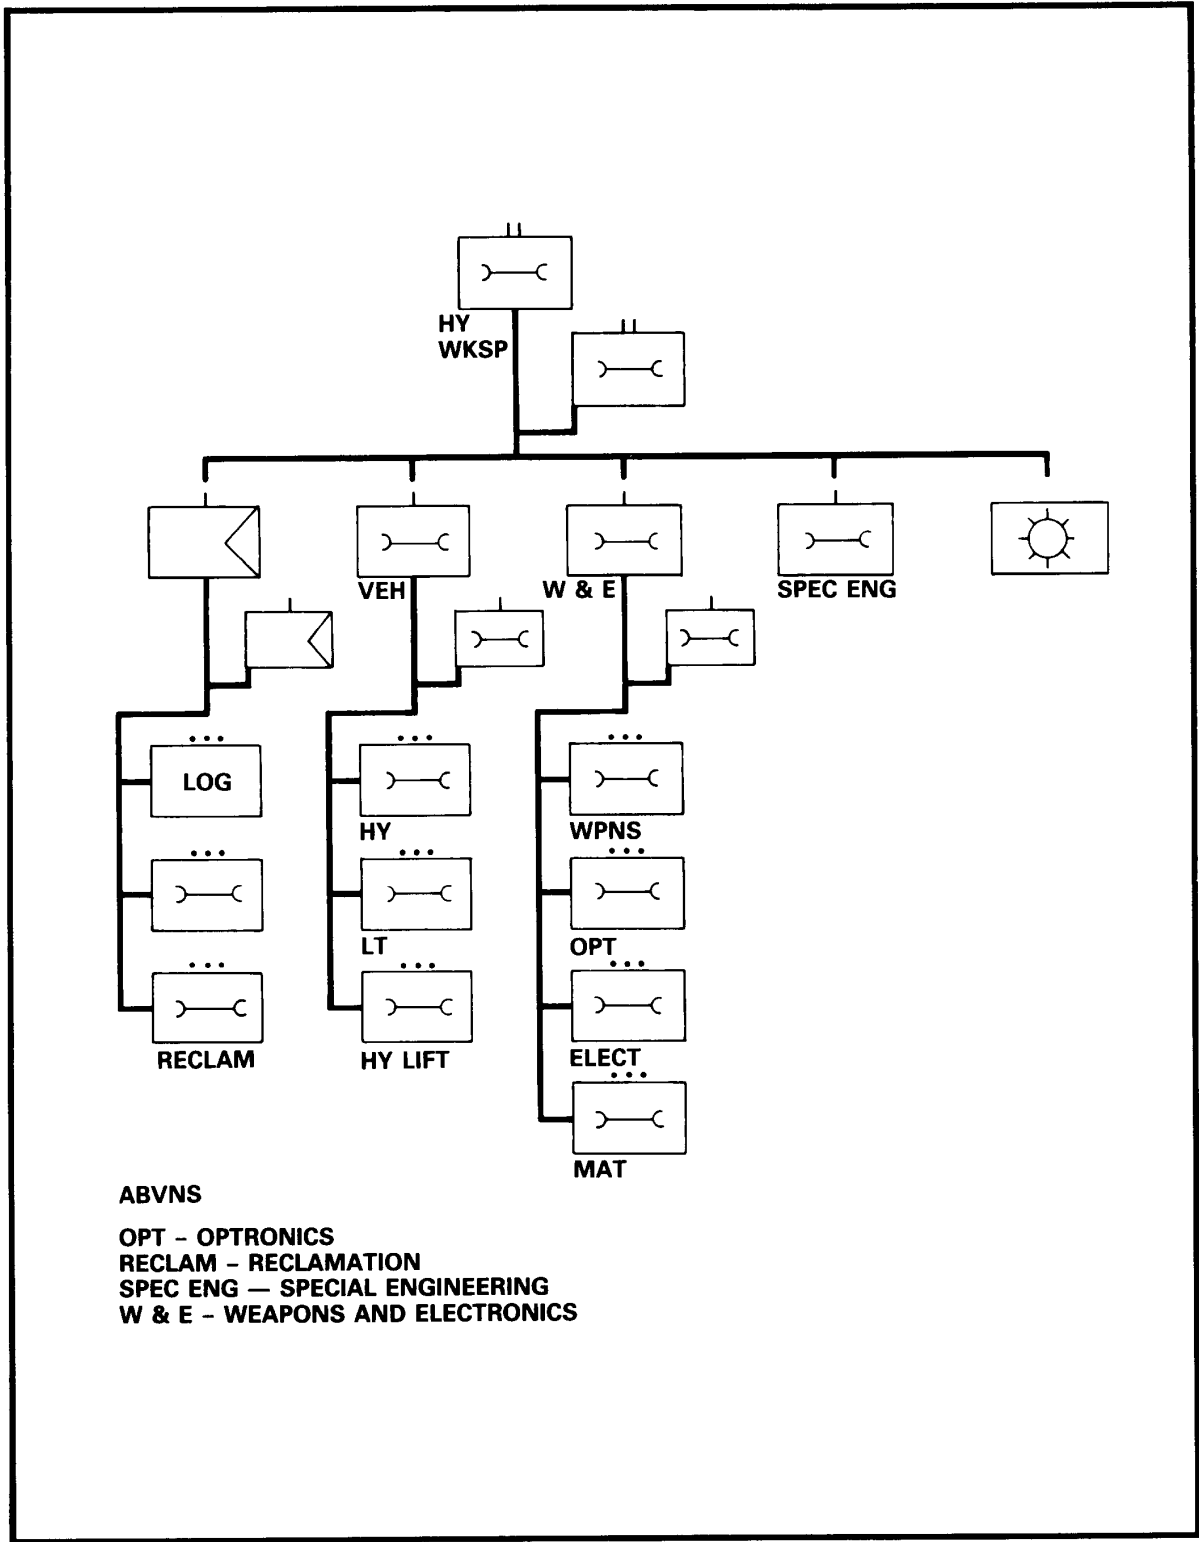 HY
WKSP
VEH
W & E
SPEC ENG
LOG
HY
WPNS
LT
OPT
RECLAM
HY LIFT
ELECT
MAT
ABVNS
OPT – OPTRONICS
RECLAM – RECLAMATION
SPEC ENG — SPECIAL ENGINEERING
W & E – WEAPONS AND ELECTRONICS